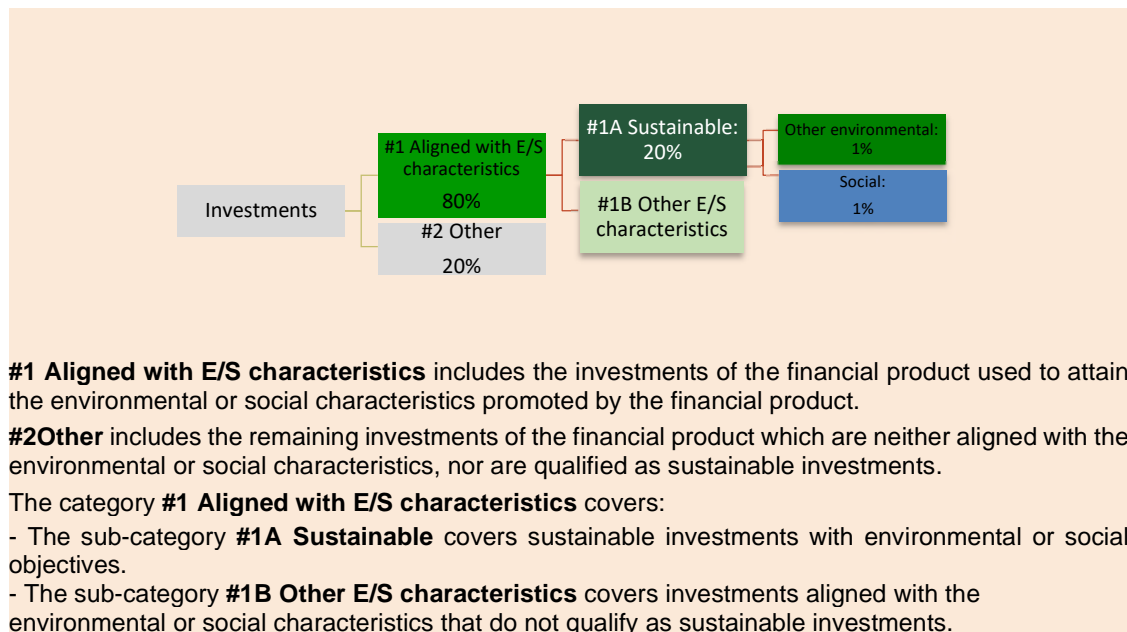 Investments
#1 Aligned with E/S
characteristics
80%
#2 Other
20%
#1A Sustainable:
20%
#1B Other E/S
characteristics
Other environmental:
1%
Social:
1%
#1 Aligned with E/S characteristics includes the investments of the financial product used to attain
the environmental or social characteristics promoted by the financial product.
#2Other includes the remaining investments of the financial product which are neither aligned with the
environmental or social characteristics, nor are qualified as sustainable investments.
The category #1 Aligned with E/S characteristics covers:
- The sub-category #1A Sustainable covers sustainable investments with environmental or social
objectives.
- The sub-category #1B Other E/S characteristics covers investments aligned with the
environmental or social characteristics that do not qualify as sustainable investments.